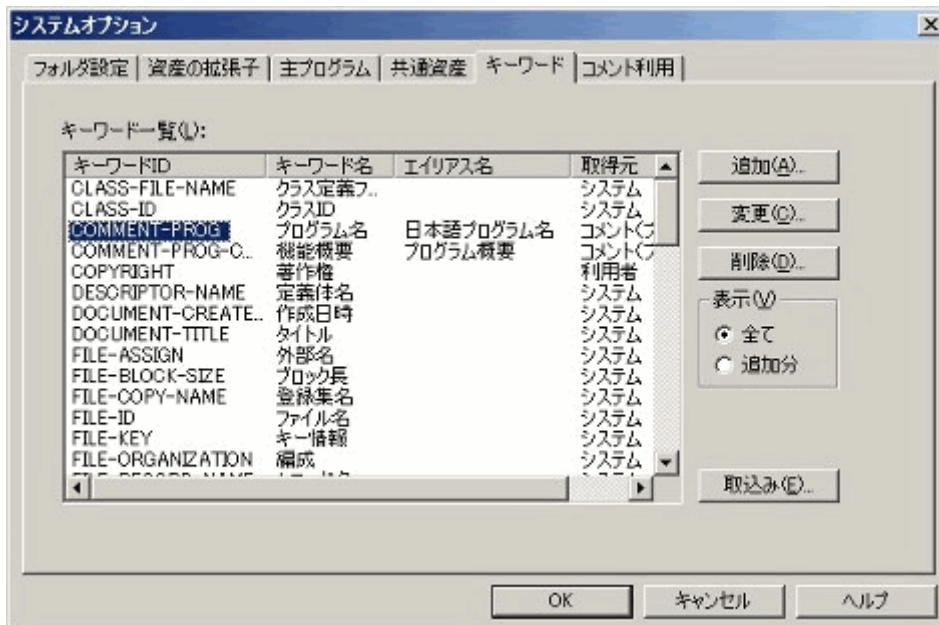 システムオプション
フォルダ設定 資産の拡張子 主プログラム 共通資産 キーワード コメント利用
キーワード一覧(L):
キーワードID キーワード名 エイリアス名 取得元
CLASS-FILE-NAME クラス定義フ... システム
CLASS-ID クラスID システム
COMMENT-PROG プログラム名 日本語プログラム名 コメント(フ
COMMENT-PROG-C... 機能概要 プログラム概要 コメント(フ
COPYRIGHT 著作権 利用者
DESCRIPTOR-NAME 定義体名 システム
DOCUMENT-CREATE... 作成日時 システム
DOCUMENT-TITLE タイトル システム
FILE-ASSIGN 外部名 システム
FILE-BLOCK-SIZE ブロック長 システム
FILE-COPY-NAME 登録集名 システム
FILE-ID ファイル名 システム
FILE-KEY キー情報 システム
FILE-ORGANIZATION 編成 システム
追加(A)...
変更(C)...
削除(D)...
表示(V)
全て
追加分
取込み(E)...
OK キャンセル ヘルプ